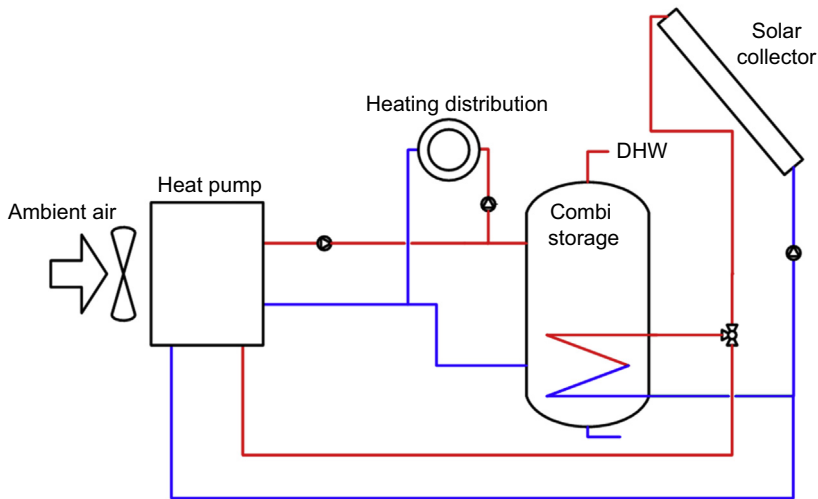 Solar
collector
Heating distribution
DHW
Heat pump
Ambient air
Combi
storage